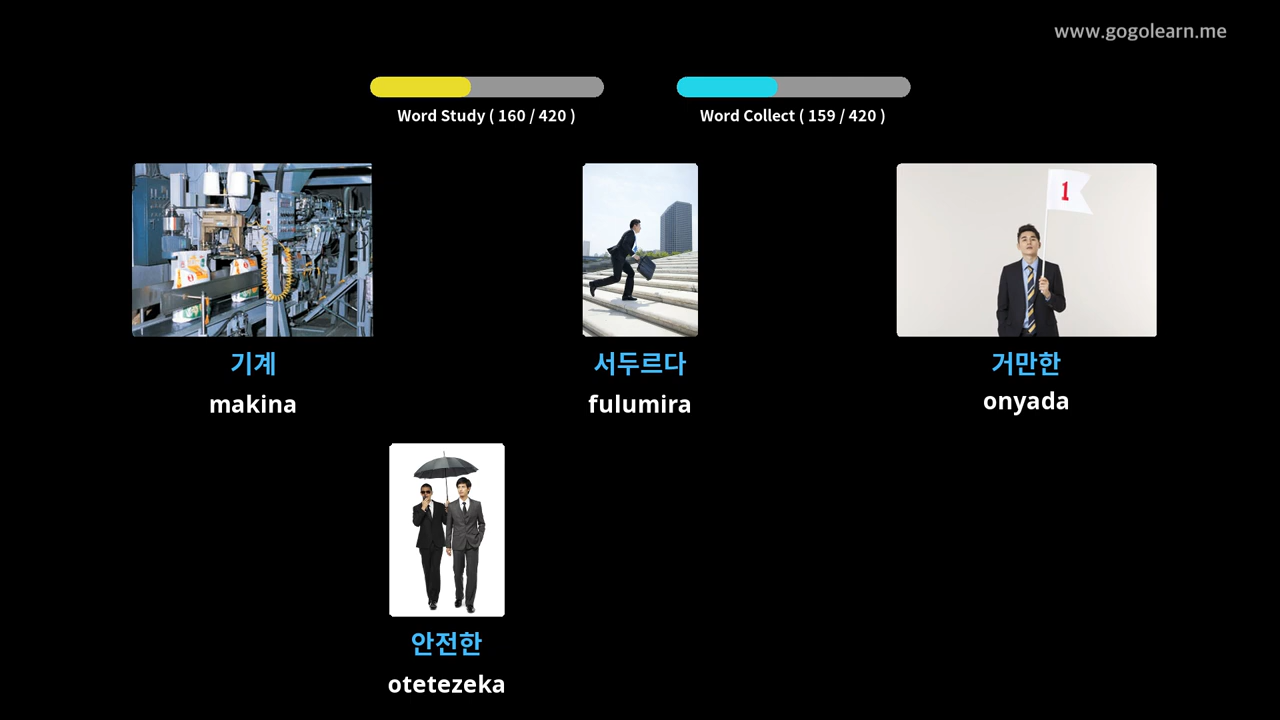 www.gogolearn.me
Word Study ( 160 / 420 )
Word Collect ( 159 / 420 )
1
기계
makina
서두르다
fulumira
거만한
onyada
안전한
otetezeka